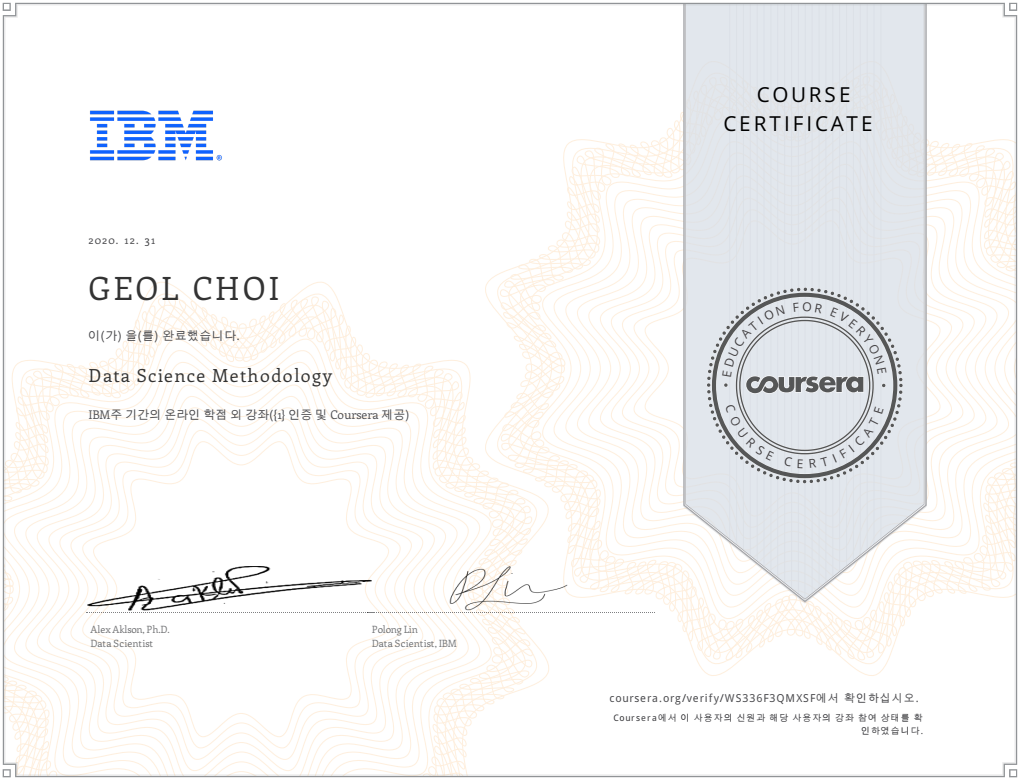 COURSE
CERTIFICATE
IBM®
2020. 12. 31
GEOL CHOI
이(가) 을(를) 완료했습니다.
Data Science Methodology
IBM주 기간의 온라인 학점 외 강좌({1} 인증 및 Coursera 제공)
EDUCATION FOR EVERYONE
coursera
COURSE CERTIFICATE
Alex Aklson, Ph.D.
Data Scientist
Polong Lin
Data Scientist, IBM
coursera.org/verify/WS336F3QMXSF에서 확인하십시오.
Coursera에서 이 사용자의 신원과 해당 사용자의 강좌 참여 상태를 확
인하였습니다.